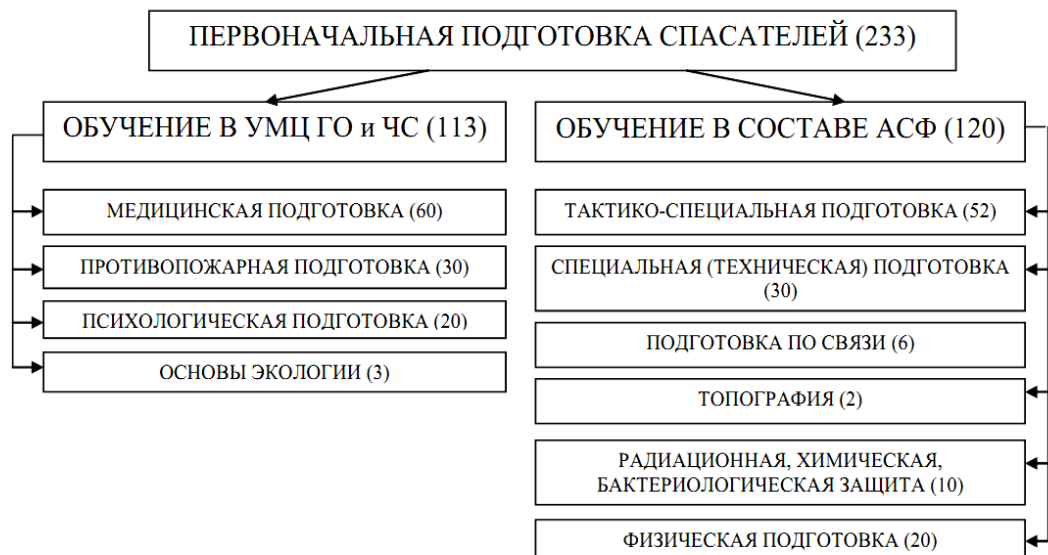 ПЕРВОНАЧАЛЬНАЯ ПОДГОТОВКА СПАСАТЕЛЕЙ (233)
ОБУЧЕНИЕ В УМЦ ГО и ЧС (113)
МЕДИЦИНСКАЯ ПОДГОТОВКА (60)
ПРОТИВОПОЖАРНАЯ ПОДГОТОВКА (30)
ПСИХОЛОГИЧЕСКАЯ ПОДГОТОВКА (20)
ОСНОВЫ ЭКОЛОГИИ (3)
ОБУЧЕНИЕ В СОСТАВЕ АСФ (120)
ТАКТИКО-СПЕЦИАЛЬНАЯ ПОДГОТОВКА (52)
СПЕЦИАЛЬНАЯ (ТЕХНИЧЕСКАЯ) ПОДГОТОВКА
(30)
ПОДГОТОВКА ПО СВЯЗИ (6)
ТОПОГРАФИЯ (2)
РАДИАЦИОННАЯ, ХИМИЧЕСКАЯ,
БАКТЕРИОЛОГИЧЕСКАЯ ЗАЩИТА (10)
ФИЗИЧЕСКАЯ ПОДГОТОВКА (20)